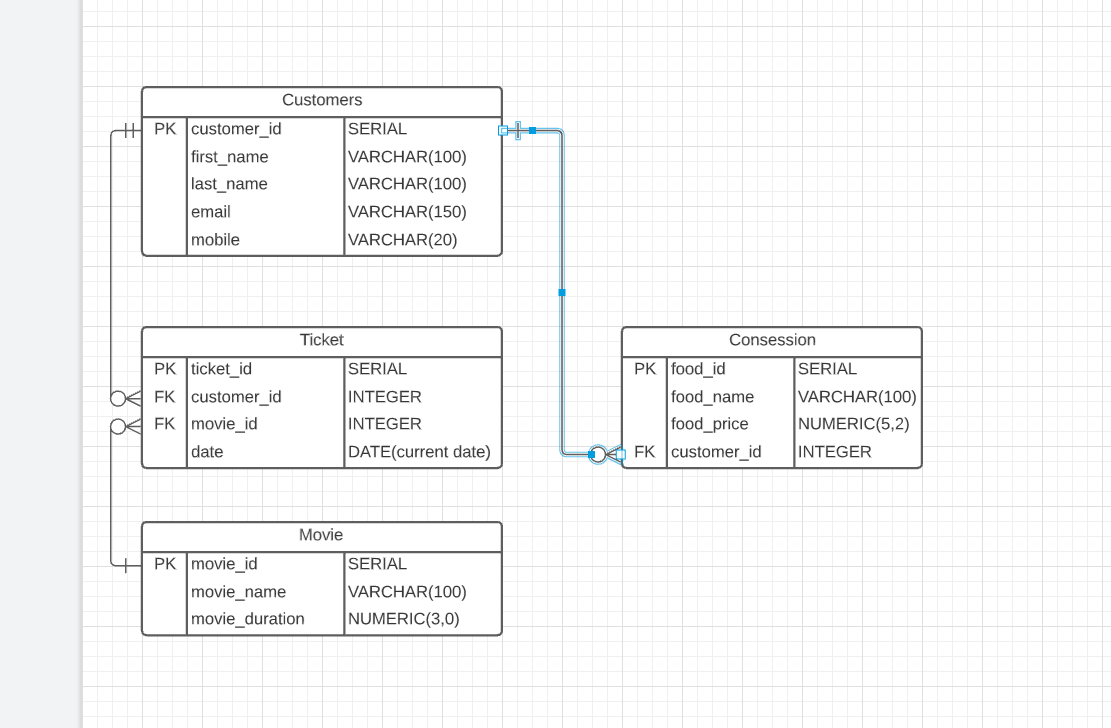 Customers
PK customer_id SERIAL
first_name VARCHAR(100)
last_name VARCHAR(100)
email VARCHAR(150)
mobile VARCHAR(20)
Ticket
PK ticket_id SERIAL
FK customer_id INTEGER
FK movie_id INTEGER
date DATE(current date)
Consession
PK food_id SERIAL
food_name VARCHAR(100)
food_price NUMERIC(5,2)
FK customer_id INTEGER
Movie
PK movie_id SERIAL
movie_name VARCHAR(100)
movie_duration NUMERIC(3,0)